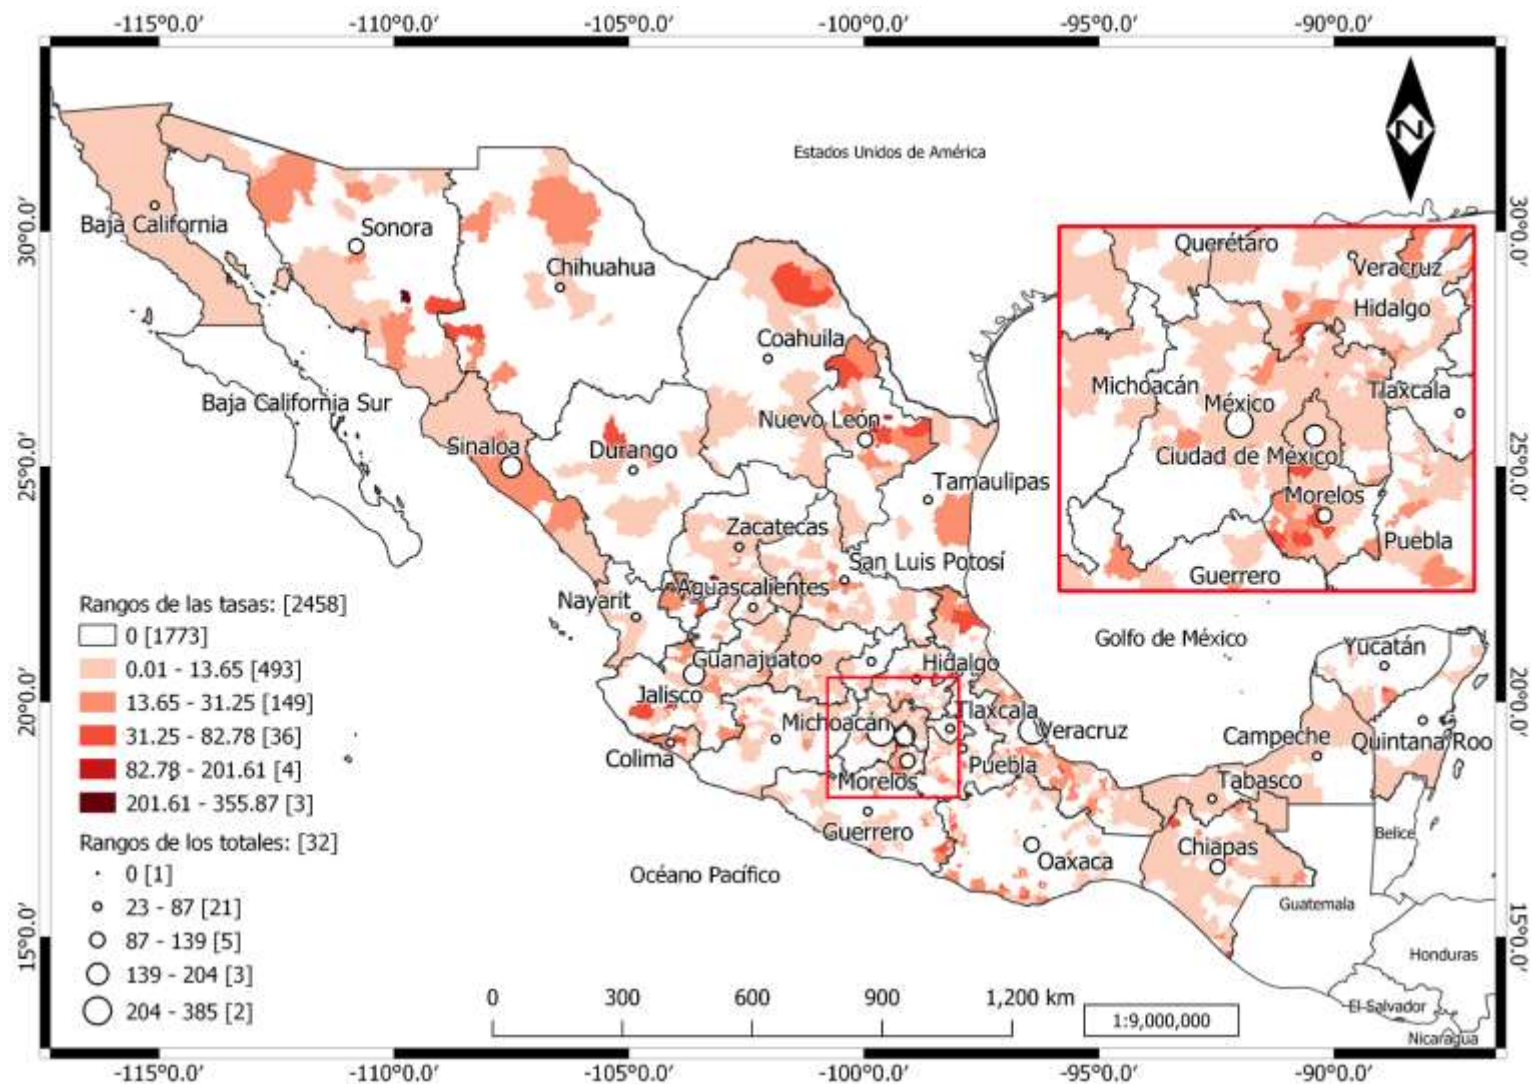 -115°0.0'
-110°0.0'
-105°0.0'
-100°0.0'
-95°0.0'
-90°0.0'
Estados Unidos de América
N
30°0.0'
30°0.0'
Baja California
Sonora
Chihuahua
Coahuila
Querétaro
Veracruz
Hidalgo
Michoacán
México
Tlaxcala
Ciudad de México
Morelos
Puebla
Guerrero
Baja California Sur
Sinaloa
Durango
Nuevo León
25°0.0'
25°0.0'
Tamaulipas
Zacatecas
San Luis Potosí
Aguascalientes
Nayarit
Golfo de México
Yucatán
Guanajuato
Hidalgo
Jalisco
20°0.0'
20°0.0'
Michoacán
Tlaxcala
Veracruz
Campeche
Quintana Roo
Colima
Morelos
Puebla
Tabasco
Guerrero
Belice
Chiapas
Oaxaca
Océano Pacífico
Guatemala
15°0.0'
15°0.0'
Honduras
El Salvador
Nicaragua
Rangos de las tasas: [2458]
0 [1773]
0.01 - 13.65 [493]
13.65 - 31.25 [149]
31.25 - 82.78 [36]
82.78 - 201.61 [4]
201.61 - 355.87 [3]
Rangos de los totales: [32]
0 [1]
23 - 87 [21]
87 - 139 [5]
139 - 204 [3]
204 - 385 [2]
0 300 600 900 1,200 km
1:9,000,000
-115°0.0'
-110°0.0'
-105°0.0'
-100°0.0'
-95°0.0'
-90°0.0'